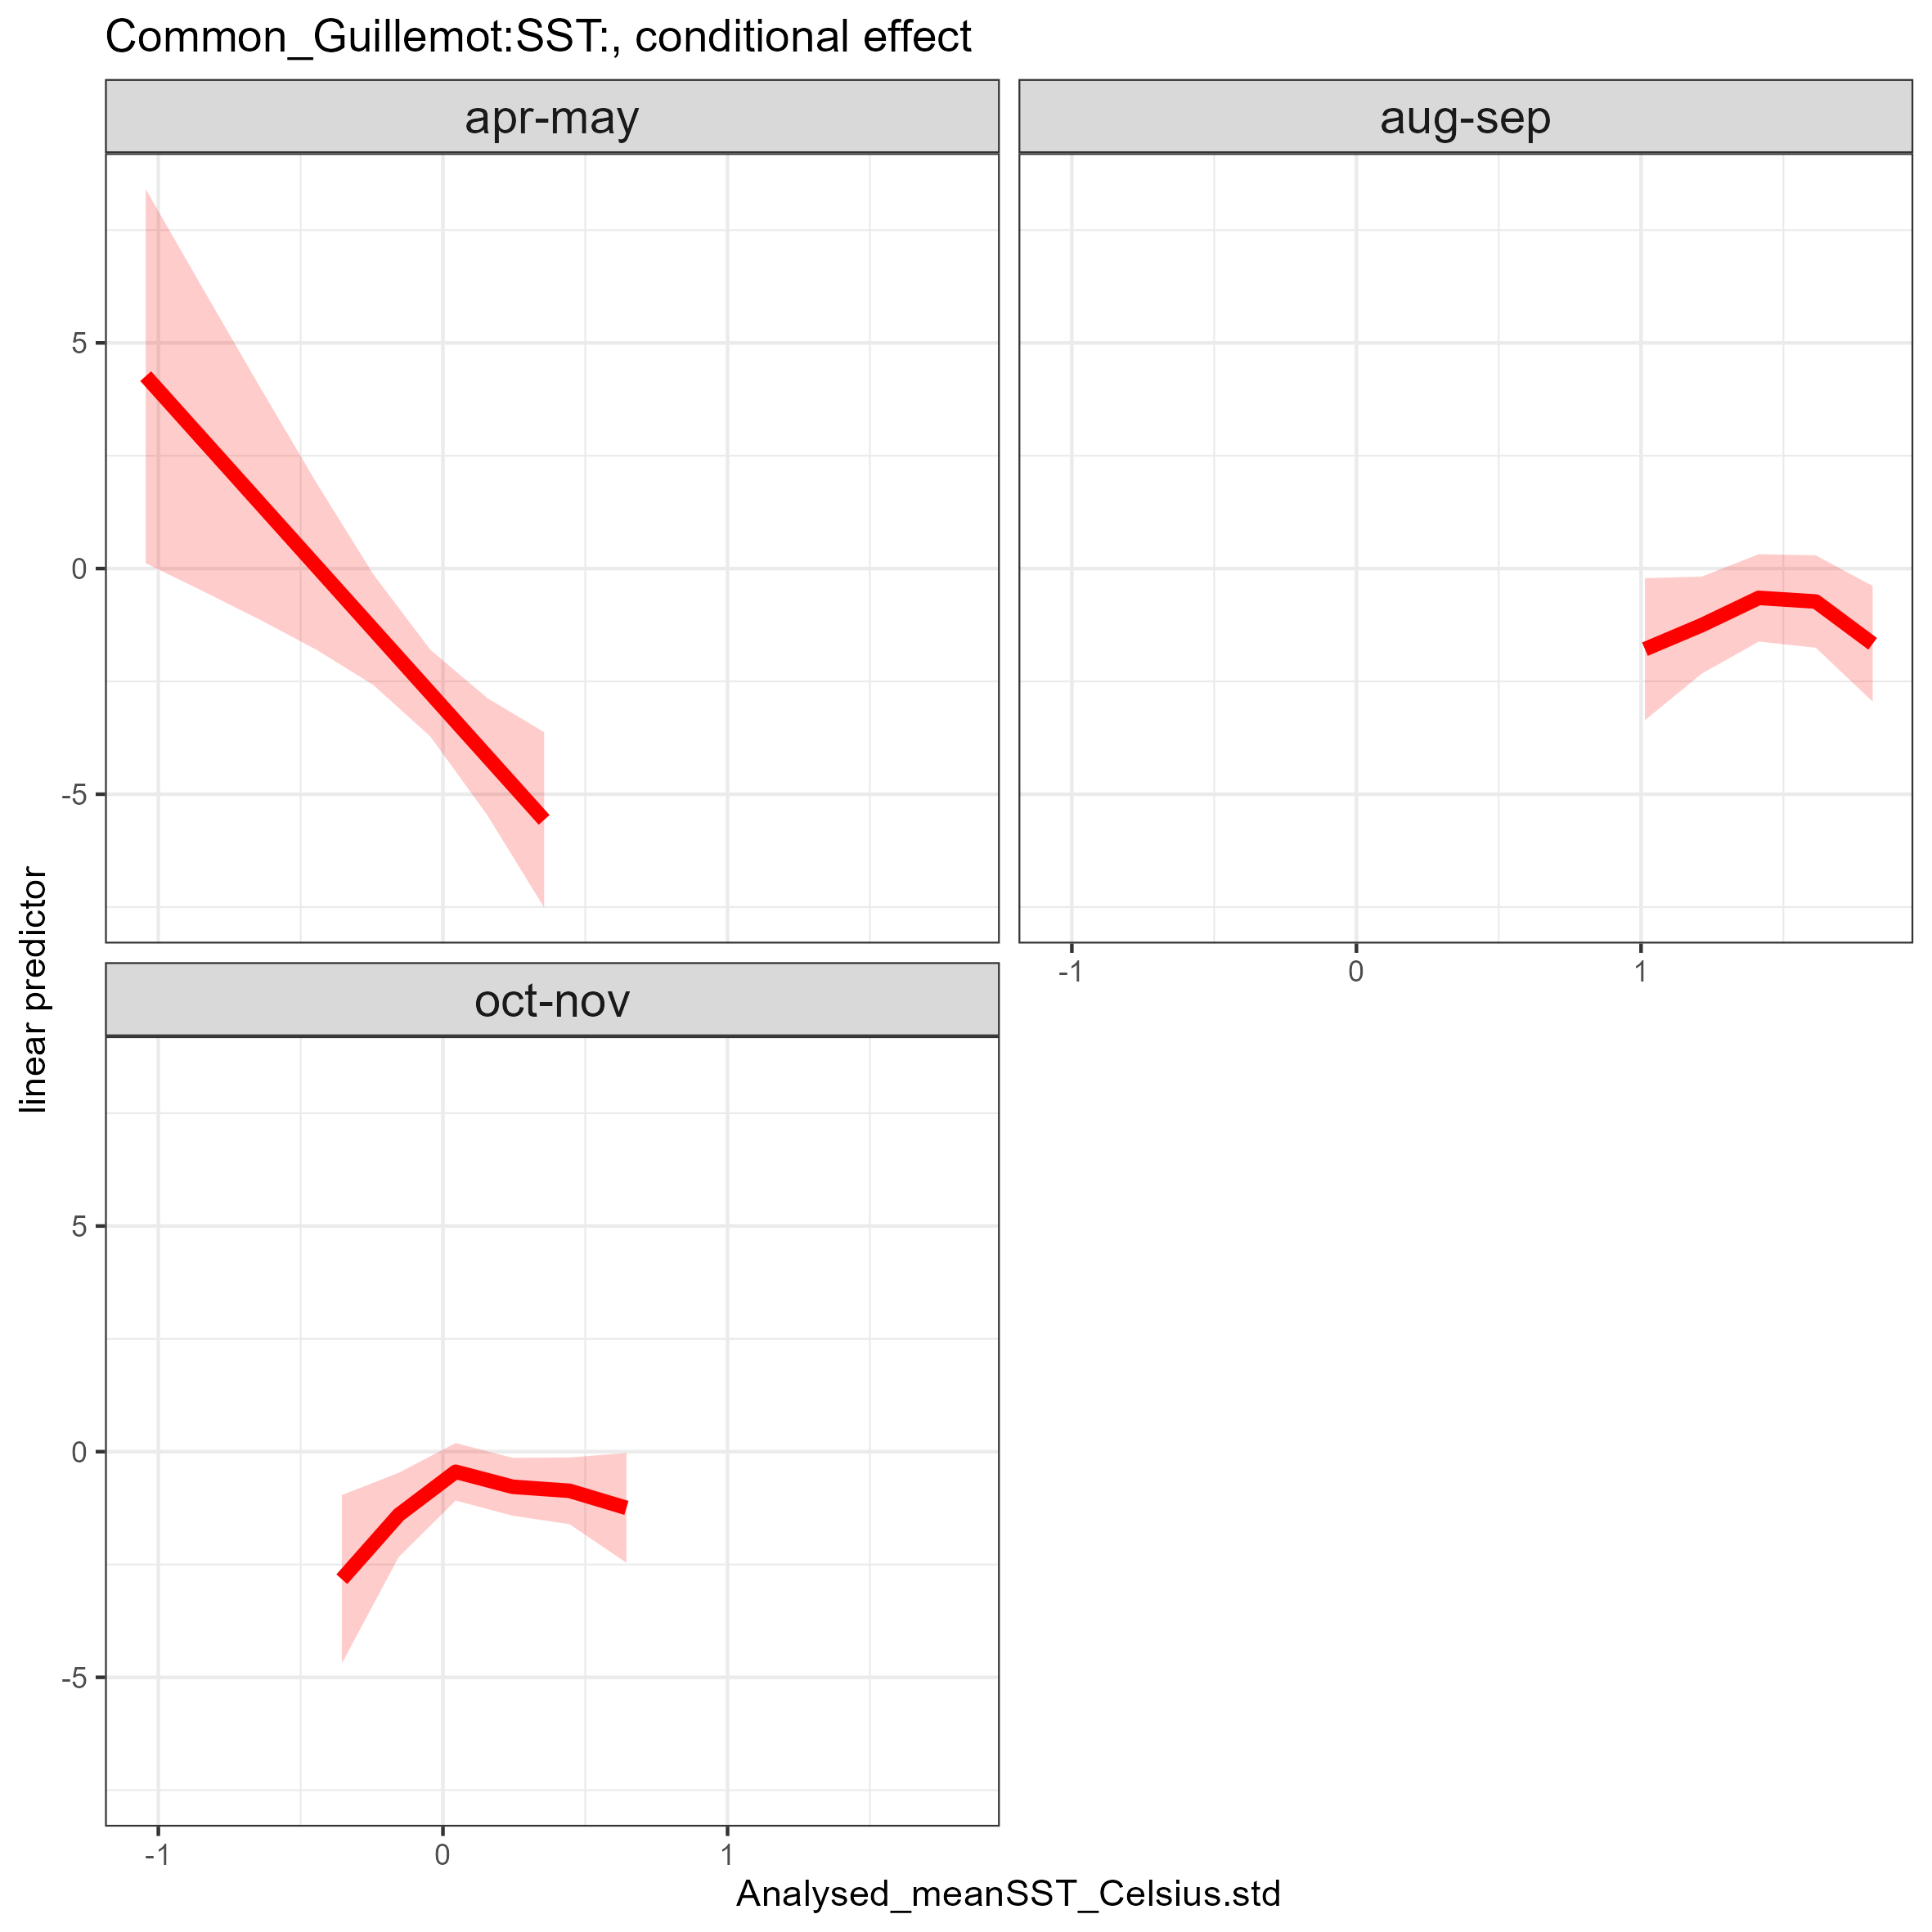 Common_Guillemot:SST:, conditional effect
apr-may
aug-sep
5
0
-5
-1
0
1
linear predictor
oct-nov
5
0
-5
-1
0
1
Analysed_meanSST_Celsius.std